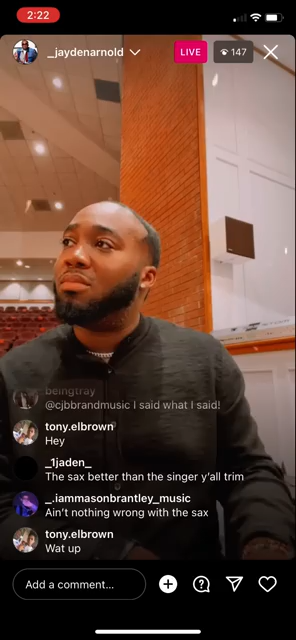 2:22
_jaydenarnold
LIVE
147
beingtray
@cjbbrandmusic I said what I said!
tony.elbrown
Hey
_1jaden_
The sax better than the singer y'all trim
_.iammasonbrantley_music
Ain't nothing wrong with the sax
tony.elbrown
Wat up
Add a comment...